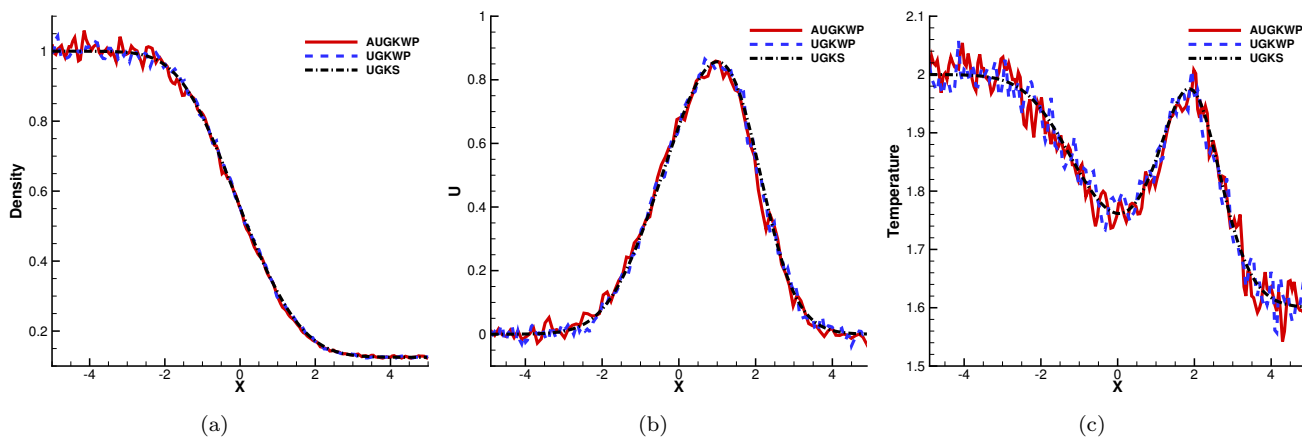 AUGKWP
UGKWP
UGKS
1
0.8
0.6
0.4
0.2
Density
-4
-2
0
2
4
X
(a)
AUGKWP
UGKWP
UGKS
1
0.8
0.6
0.4
0.2
0
U
-4
-2
0
2
4
X
(b)
AUGKWP
UGKWP
UGKS
2.1
2
1.9
1.8
1.7
1.6
1.5
Temperature
-4
-2
0
2
4
X
(c)